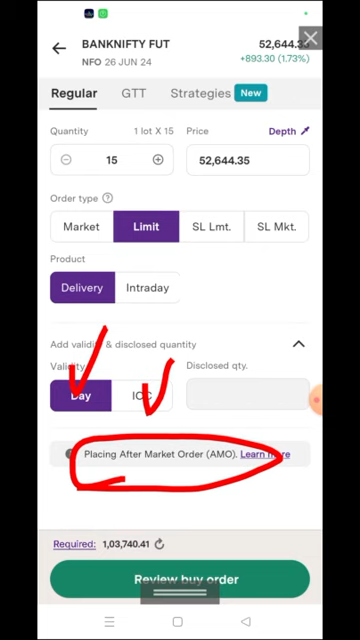 BANKNIFTY FUT
52,644.35
NFO 26 JUN 24
+893.30 (1.73%)
Regular GTT Strategies New
Quantity 1 lot X 15 Price Depth
15 52,644.35
Order type
Market Limit SL Lmt. SL Mkt.
Product
Delivery Intraday
Add validity & disclosed quantity
Validity Disclosed qty.
Day IOC
Placing After Market Order (AMO). Learn more
Required: 1,03,740.41
Review buy order